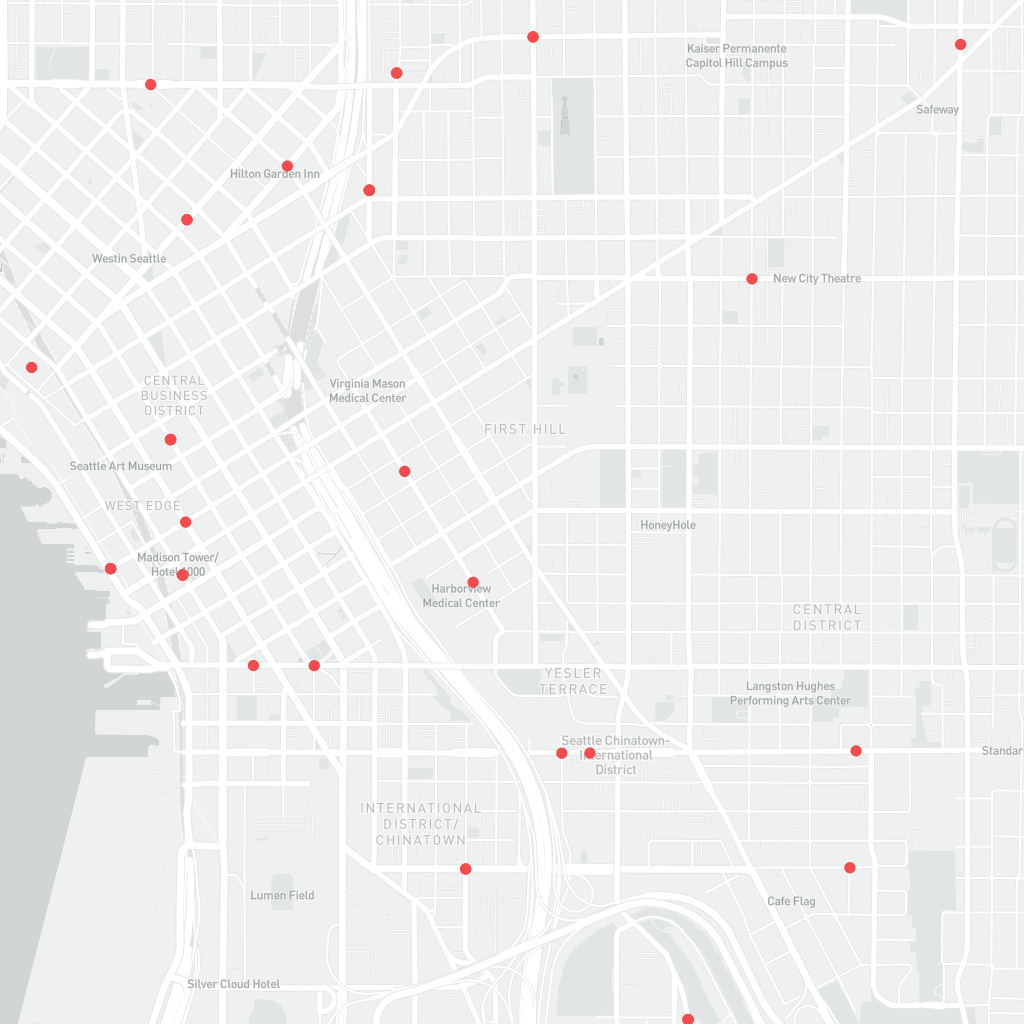 Kaiser Permanente
Capitol Hill Campus
Safeway
Hilton Garden Inn
Westin Seattle
New City Theatre
CENTRAL
BUSINESS
DISTRICT
Virginia Mason
Medical Center
FIRST HILL
Seattle Art Museum
WEST EDGE
HoneyHole
Madison Tower/
Hotel 1000
Harborview
Medical Center
CENTRAL
DISTRICT
YESLER
TERRACE
Langston Hughes
Performing Arts Center
Seattle Chinatown-
International
District
Standar
INTERNATIONAL
DISTRICT/
CHINATOWN
Lumen Field
Cafe Flag
Silver Cloud Hotel